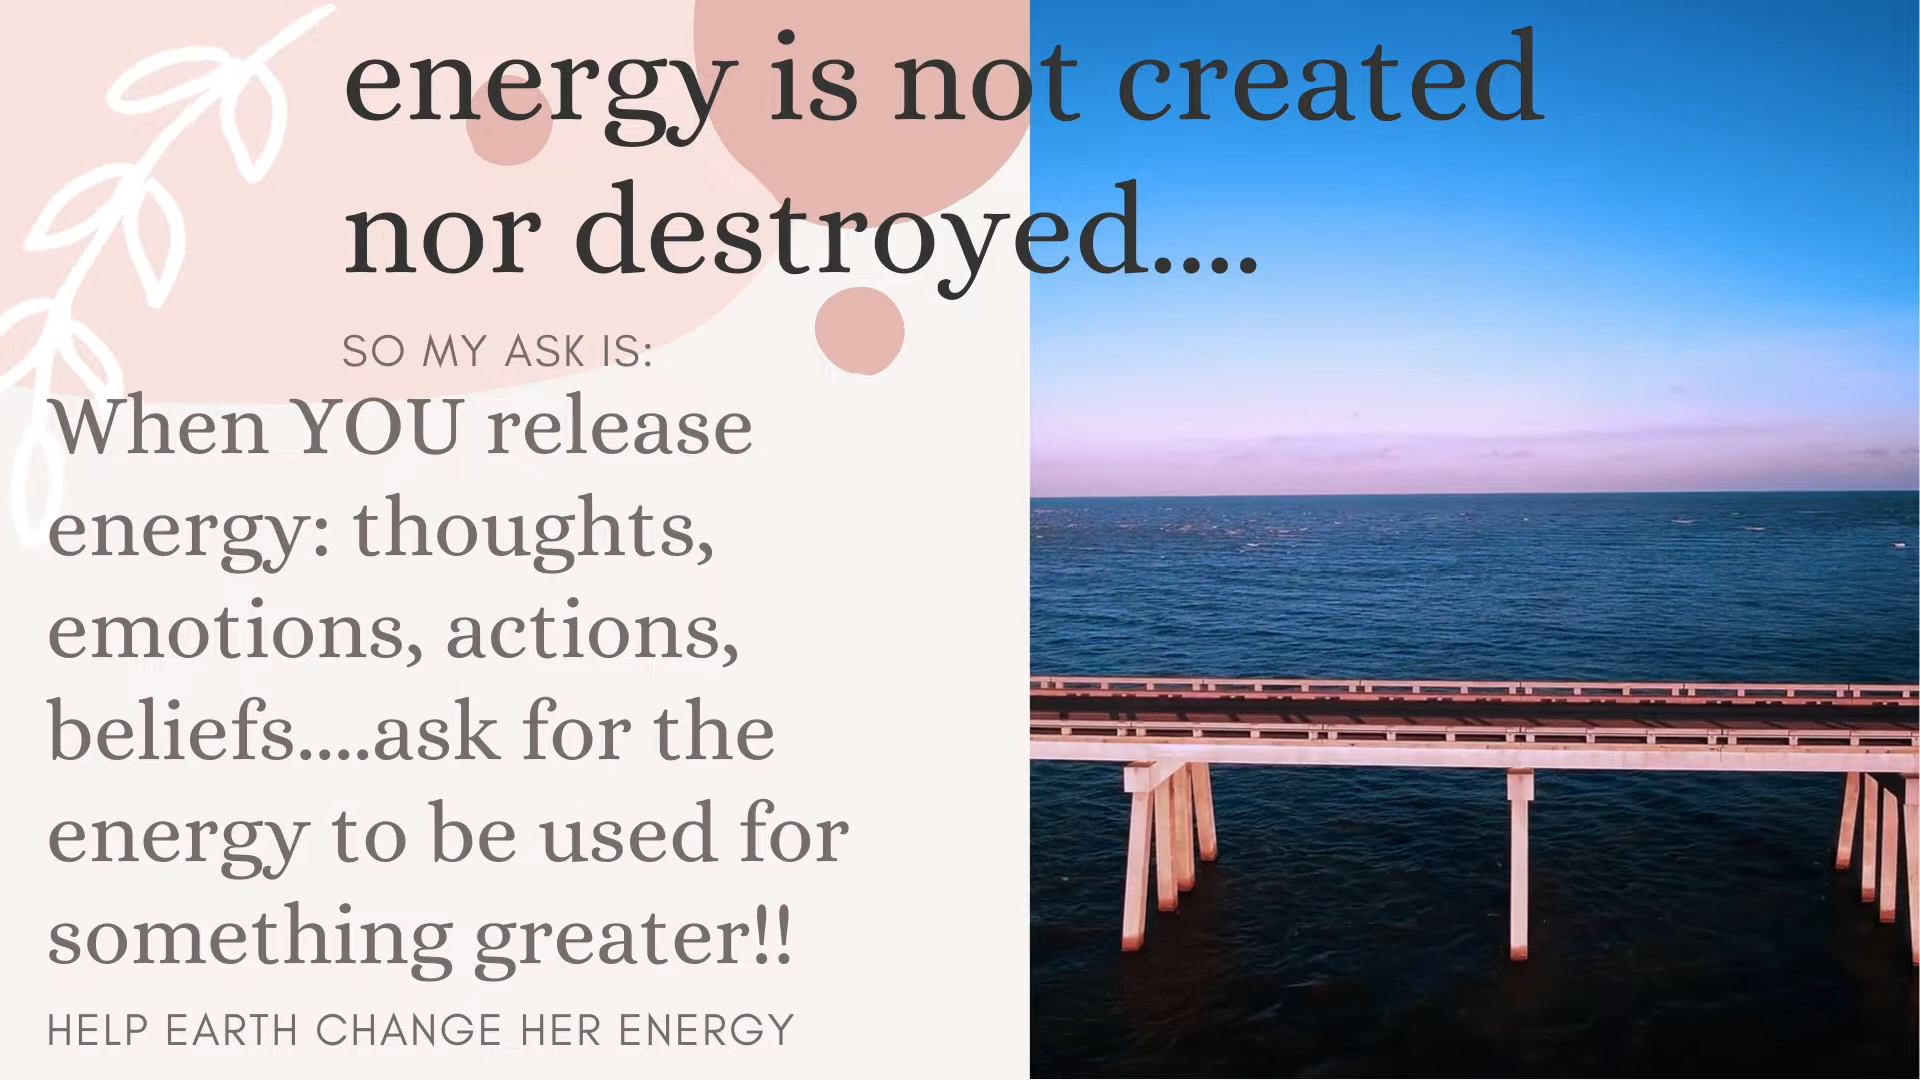 energy is not created
nor destroyed....
SO MY ASK IS:
When YOU release
energy: thoughts,
emotions, actions,
beliefs....ask for the
energy to be used for
something greater!!
HELP EARTH CHANGE HER ENERGY